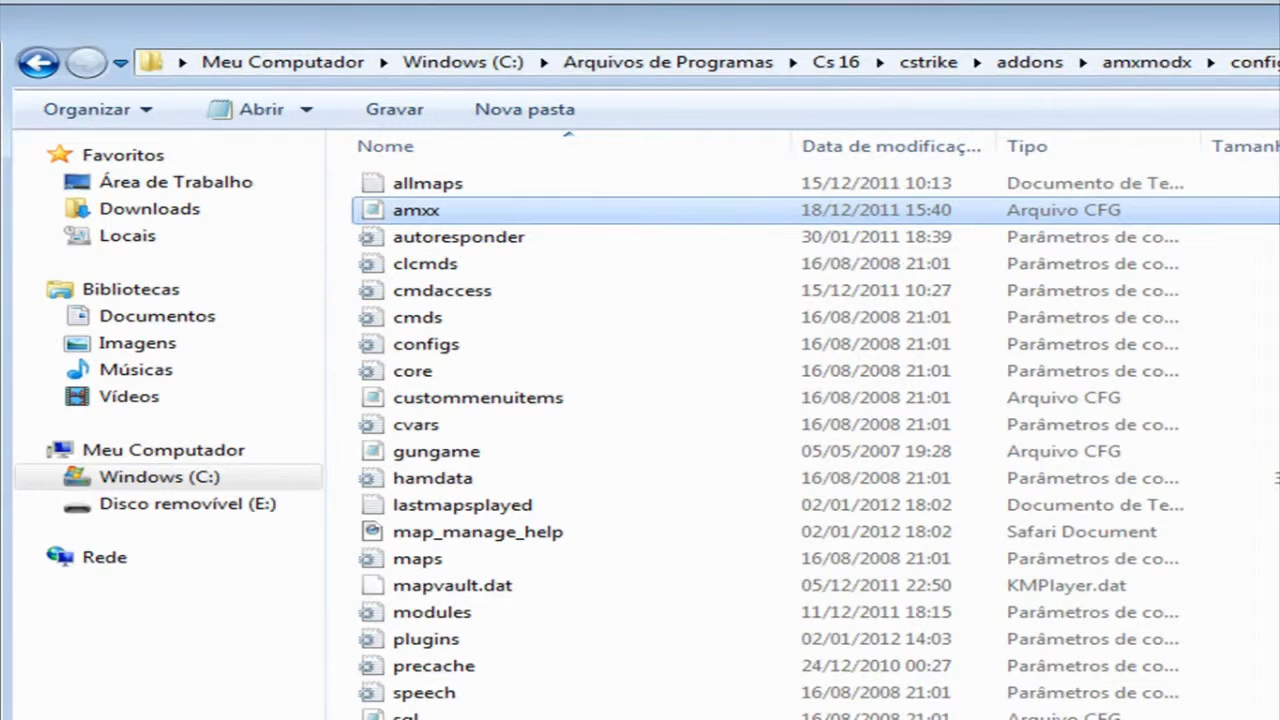 Meu Computador Windows (C:) Arquivos de Programas Cs 16 cstrike addons amxmodx config
Organizar Abrir Gravar Nova pasta
Nome Data de modificaç... Tipo Tamanh
Favoritos
Área de Trabalho
Downloads
Locais
Bibliotecas
Documentos
Imagens
Músicas
Vídeos
Meu Computador
Windows (C:)
Disco removível (E:)
Rede
allmaps 15/12/2011 10:13 Documento de Te...
amxx 18/12/2011 15:40 Arquivo CFG
autoresponder 30/01/2011 18:39 Parâmetros de co...
clcmds 16/08/2008 21:01 Parâmetros de co...
cmdaccess 15/12/2011 10:27 Parâmetros de co...
cmds 16/08/2008 21:01 Parâmetros de co...
configs 16/08/2008 21:01 Parâmetros de co...
core 16/08/2008 21:01 Parâmetros de co...
custommenuitems 16/08/2008 21:01 Arquivo CFG
cvars 16/08/2008 21:01 Parâmetros de co...
gungame 05/05/2007 19:28 Arquivo CFG
hamdata 16/08/2008 21:01 Parâmetros de co... 3
lastmapsplayed 02/01/2012 18:02 Documento de Te...
map_manage_help 02/01/2012 18:02 Safari Document
maps 16/08/2008 21:01 Parâmetros de co...
mapvault.dat 05/12/2011 22:50 KMPlayer.dat
modules 11/12/2011 18:15 Parâmetros de co...
plugins 02/01/2012 14:03 Parâmetros de co...
precache 24/12/2010 00:27 Parâmetros de co...
speech 16/08/2008 21:01 Parâmetros de co...
sql 16/08/2008 21:01 Arquivo CFG